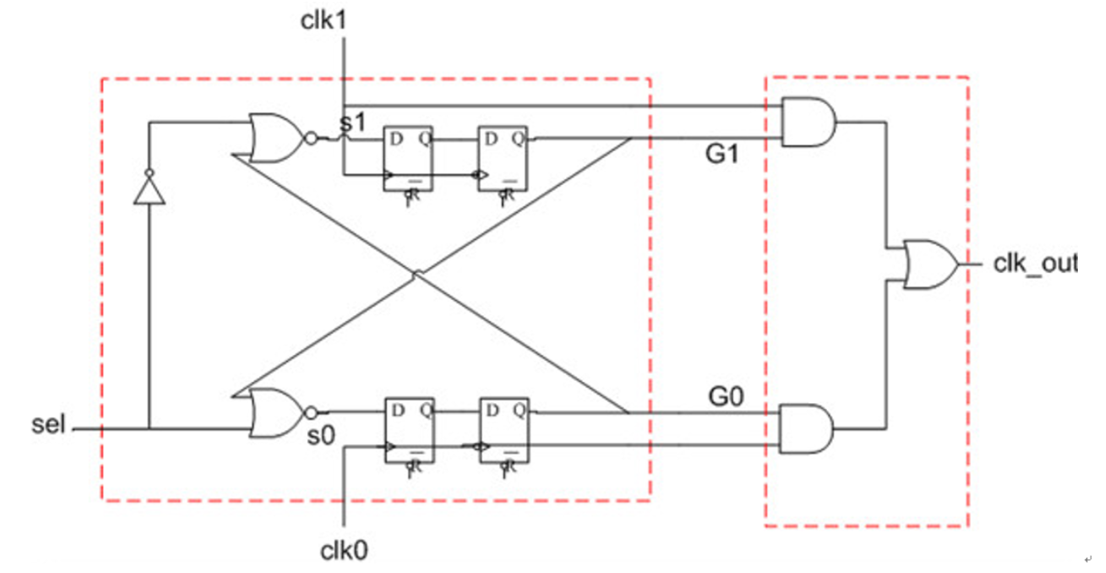 clk1
s1
D Q
D Q
R
R
G1
clk_out
G0
sel
s0
D Q
D Q
R
R
clk0